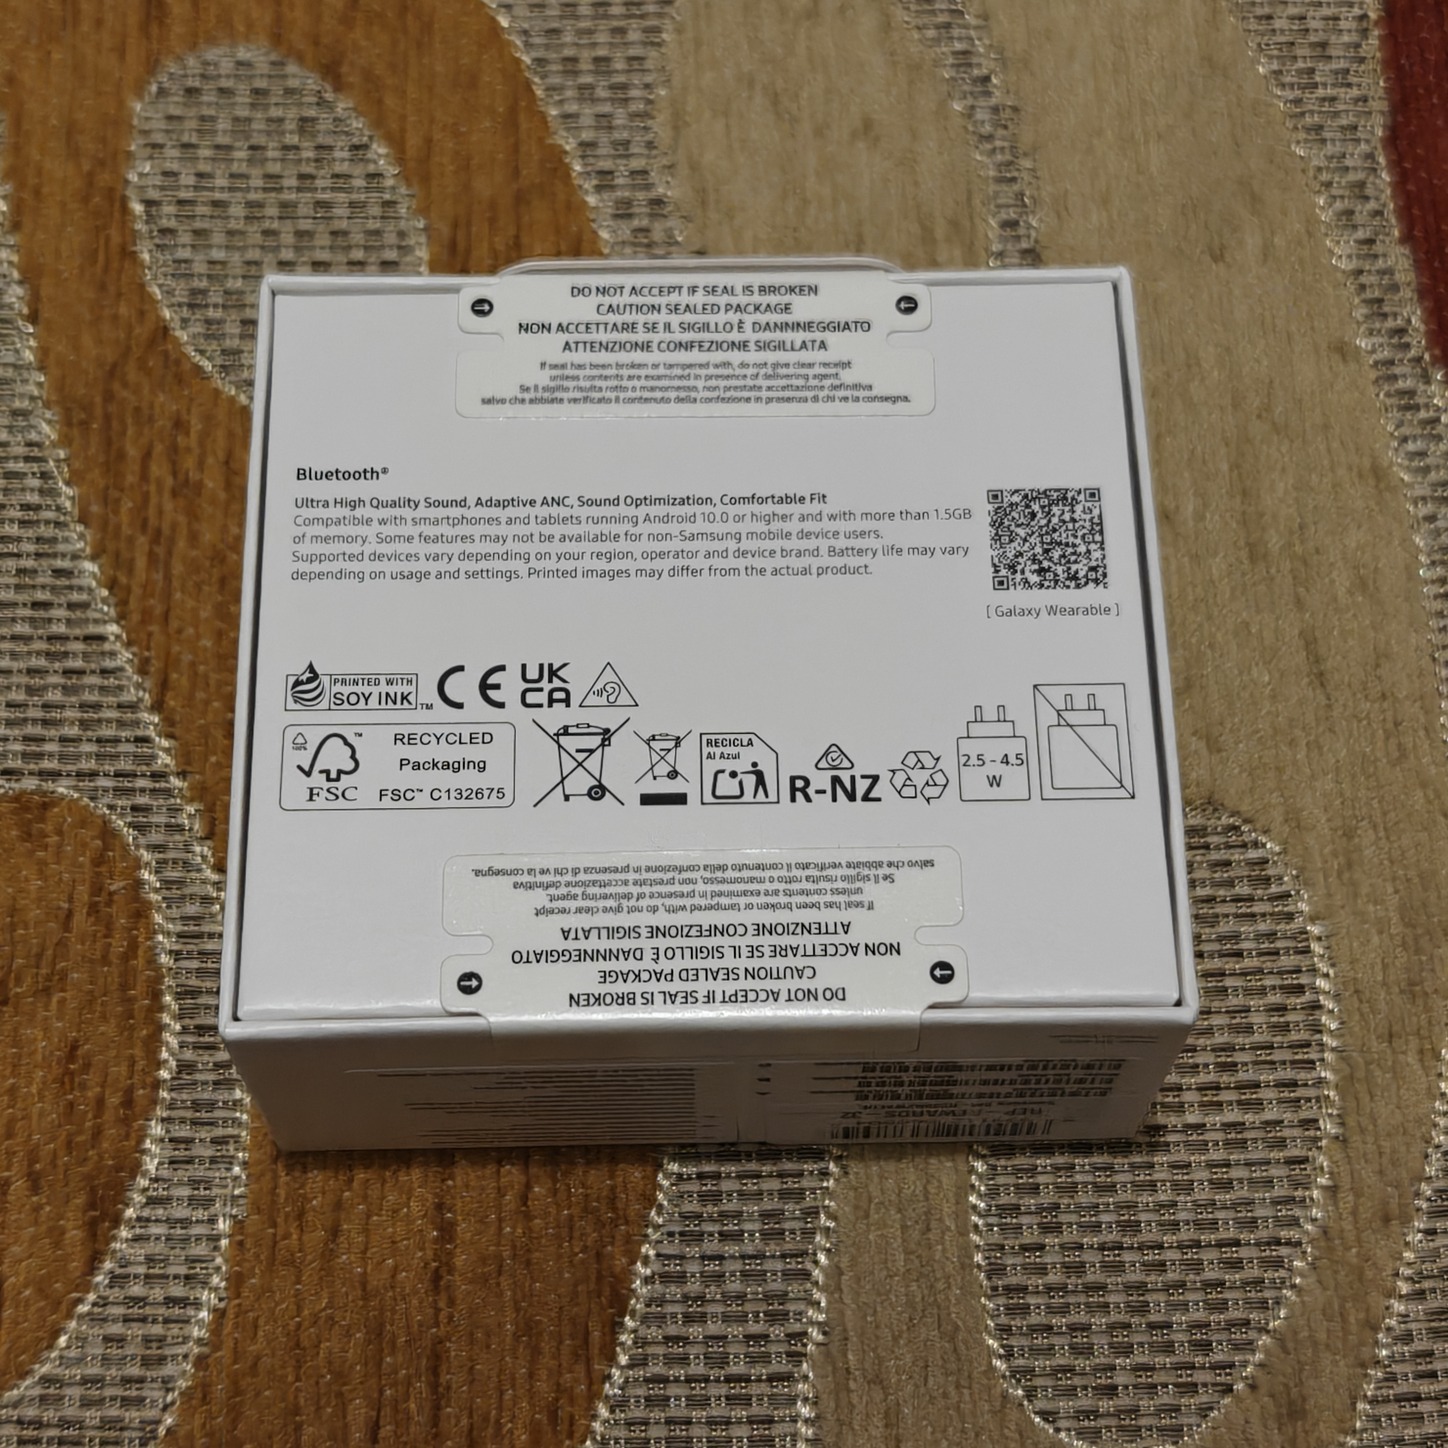 DO NOT ACCEPT IF SEAL IS BROKEN
CAUTION SEALED PACKAGE
NON ACCETTARE SE IL SIGILLO È DANNNEGGIATO
ATTENZIONE CONFEZIONE SIGILLATA
If seal has been broken or tampered with, do not give clear receipt
unless contents are examined in presence of delivering agent.
Se il sigillo risulta rotto o manomesso, non prestate accettazione definitiva
salvo che abbiate verificato il contenuto della confezione in presenza di chi ve la consegna.
Bluetooth®
Ultra High Quality Sound, Adaptive ANC, Sound Optimization, Comfortable Fit
Compatible with smartphones and tablets running Android 10.0 or higher and with more than 1.5GB
of memory. Some features may not be available for non-Samsung mobile device users.
Supported devices vary depending on your region, operator and device brand. Battery life may vary
depending on usage and settings. Printed images may differ from the actual product.
[ Galaxy Wearable ]
PRINTED WITH
SOY INK™
CE
UK
CA
100%
FSC™
RECYCLED
Packaging
FSC™ C132675
RECICLA
Al Azul
R-NZ
2.5 - 4.5
W
salvo che abbiate verificato il contenuto della confezione in presenza di chi ve la consegna.
Se il sigillo risulta rotto o manomesso, non prestate accettazione definitiva
unless contents are examined in presence of delivering agent.
If seal has been broken or tampered with, do not give clear receipt
ATTENZIONE CONFEZIONE SIGILLATA
NON ACCETTARE SE IL SIGILLO È DANNNEGGIATO
CAUTION SEALED PACKAGE
DO NOT ACCEPT IF SEAL IS BROKEN